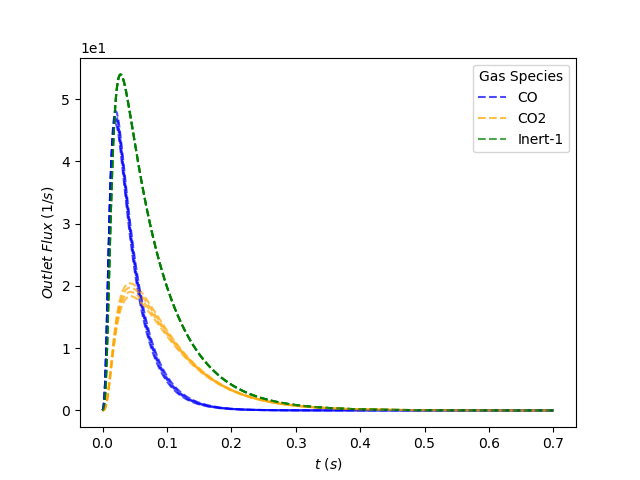 1e1
5
4
3
2
1
0
Outlet Flux (1/s)
0.0 0.1 0.2 0.3 0.4 0.5 0.6 0.7
t (s)
Gas Species
CO
CO2
Inert-1